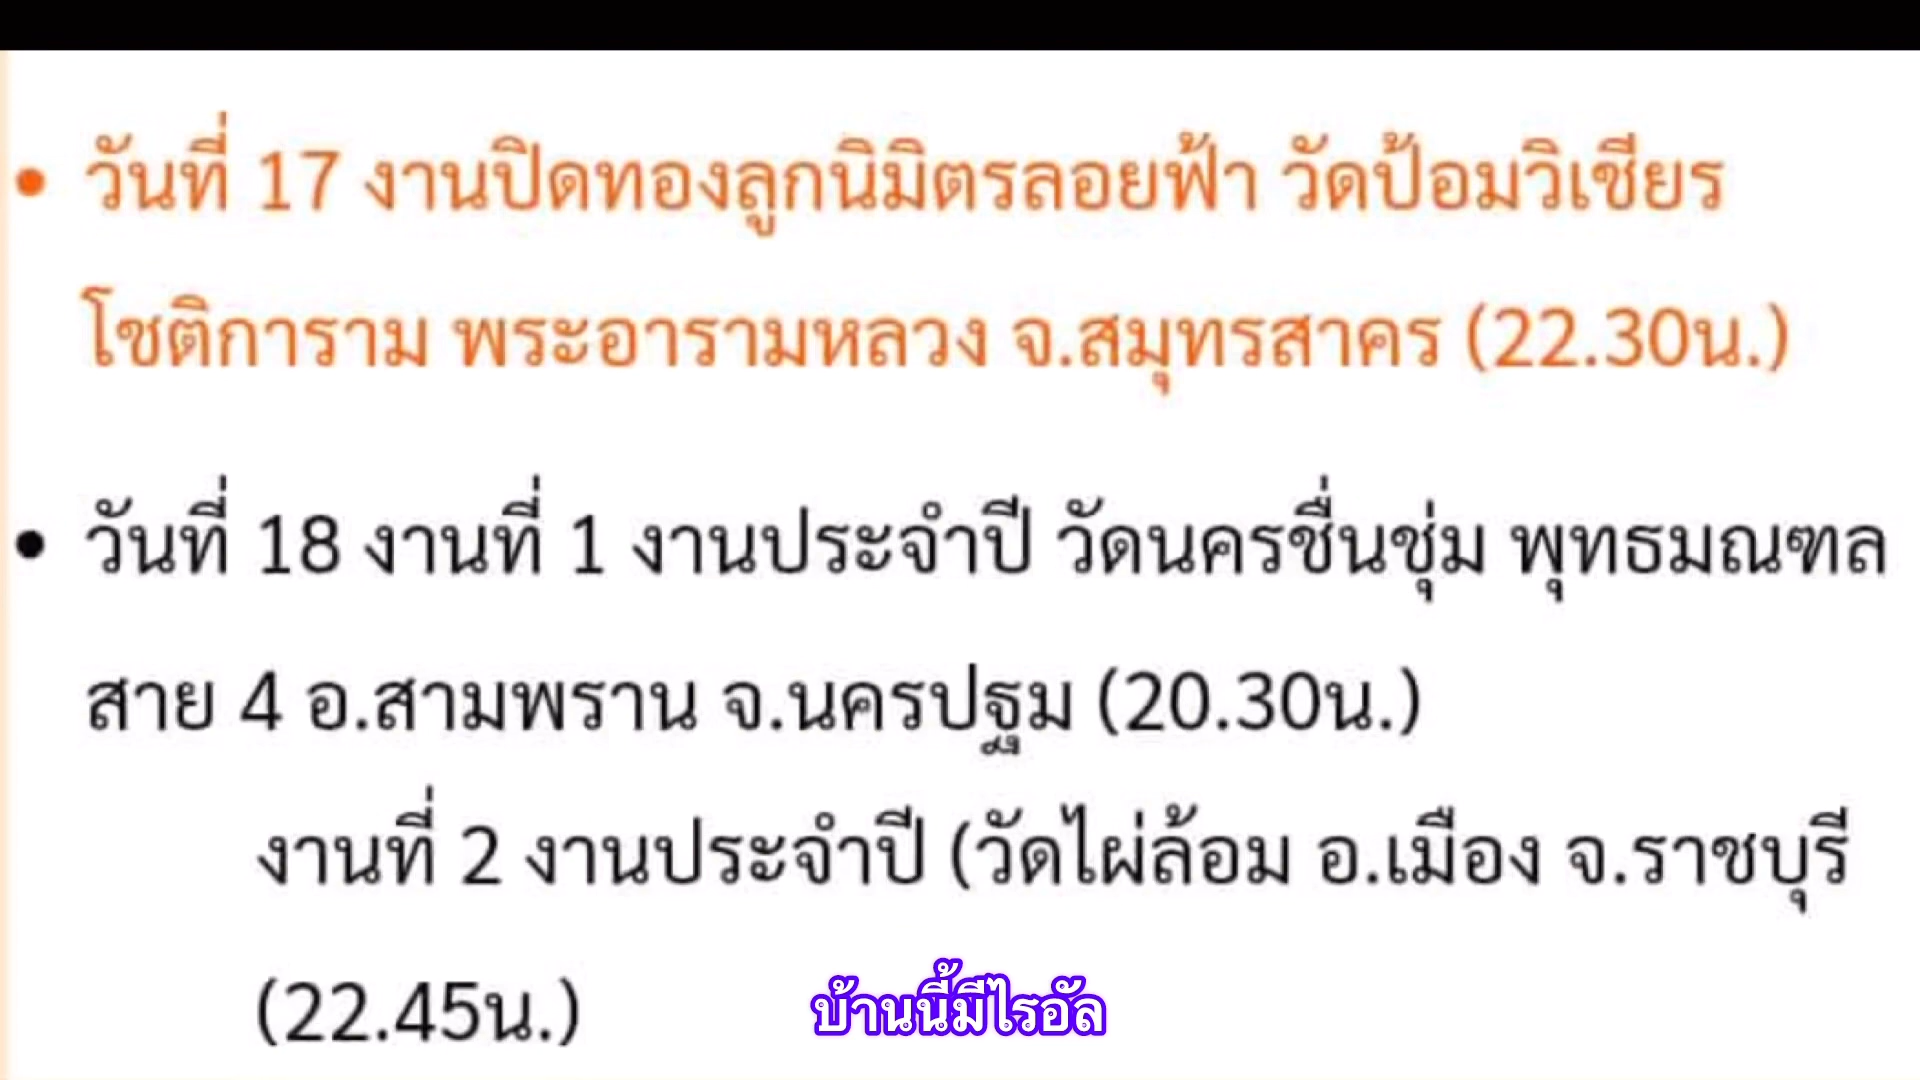 • วันที่ 17 งานปิดทองลูกนิมิตรลอยฟ้า วัดป้อมวิเชียร
โชติการาม พระอารามหลวง จ.สมุทรสาคร (22.30น.)
• วันที่ 18 งานที่ 1 งานประจำปี วัดนครชื่นชุ่ม พุทธมณฑล
สาย 4 อ.สามพราน จ.นครปฐม (20.30น.)
งานที่ 2 งานประจำปี (วัดไผ่ล้อม อ.เมือง จ.ราชบุรี
(22.45น.)
บ้านนี้มีไรอัล